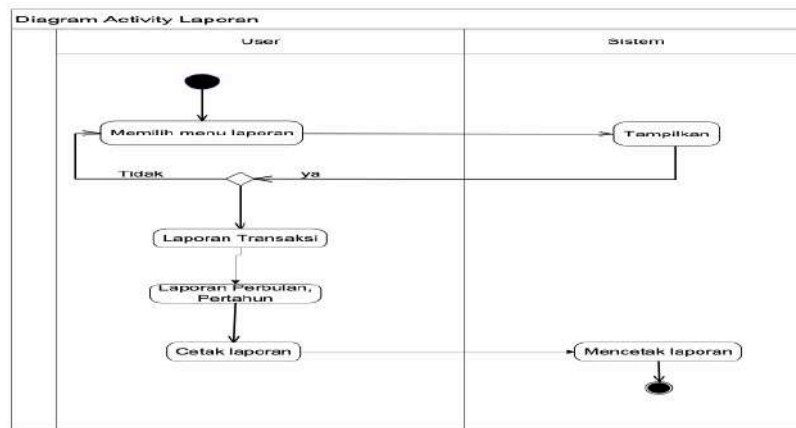 Diagram Activity Laporan
User
Sistem
Memilih menu laporan
Tampilkan
Tidak
ya
Laporan Transaksi
Laporan Perbulan,
Pertahun
Cetak laporan
Mencetak laporan